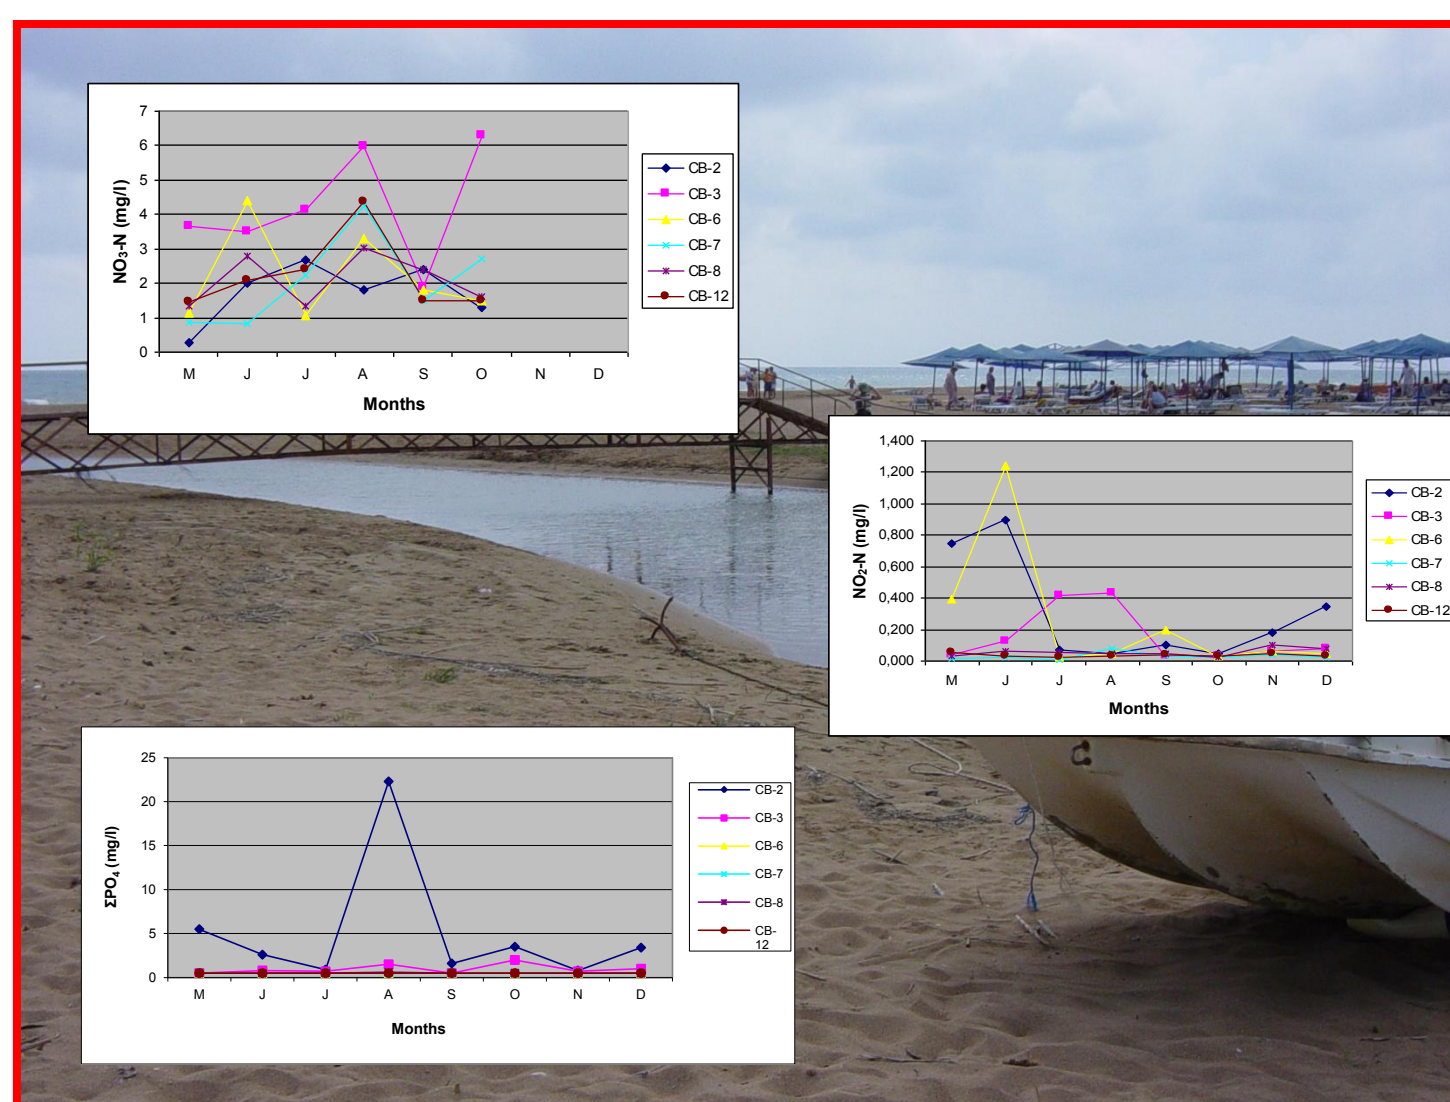 7
6
5
4
3
2
1
0
NO₃-N (mg/l)
M J J A S O N D
Months
CB-2
CB-3
CB-6
CB-7
CB-8
CB-12
1,400
1,200
1,000
0,800
0,600
0,400
0,200
0,000
NO₂-N (mg/l)
M J J A S O N D
Months
CB-2
CB-3
CB-6
CB-7
CB-8
CB-12
25
20
15
10
5
0
ΣPO₄ (mg/l)
M J J A S O N D
Months
CB-2
CB-3
CB-6
CB-7
CB-8
CB-
12